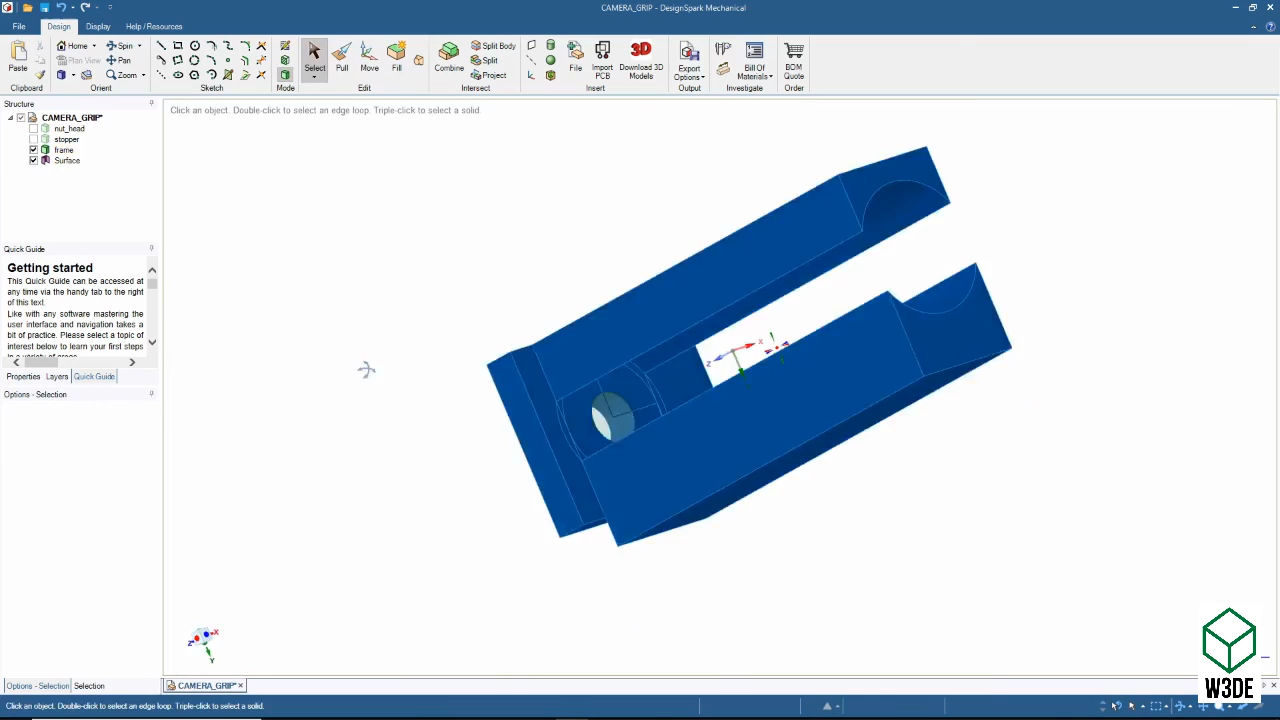 CAMERA_GRIP - DesignSpark Mechanical
File Design Display Help / Resources
Paste
Clipboard
Home Spin
Plan View Pan
Zoom
Orient
Sketch
Mode
Select Pull Move Fill
Edit
Combine
Split Body
Split
Project
Intersect
File
Import PCB
3D
Download 3D Models
Insert
Export Options
Output
Bill Of Materials
Investigate
BOM Quote
Order
Structure
CAMERA_GRIP*
nut_head
stopper
frame
Surface
Click an object. Double-click to select an edge loop. Triple-click to select a solid.
Quick Guide
Getting started
This Quick Guide can be accessed at
any time via the handy tab to the right
of this text.
Like with any software mastering the
user interface and navigation takes a
bit of practice. Please select a topic of
interest below to learn your first steps
Properties Layers Quick Guide
Options - Selection
X
Z
X
Z
Y
W3DE
Options - Selection Selection
CAMERA_GRIP*
Click an object. Double-click to select an edge loop. Triple-click to select a solid.